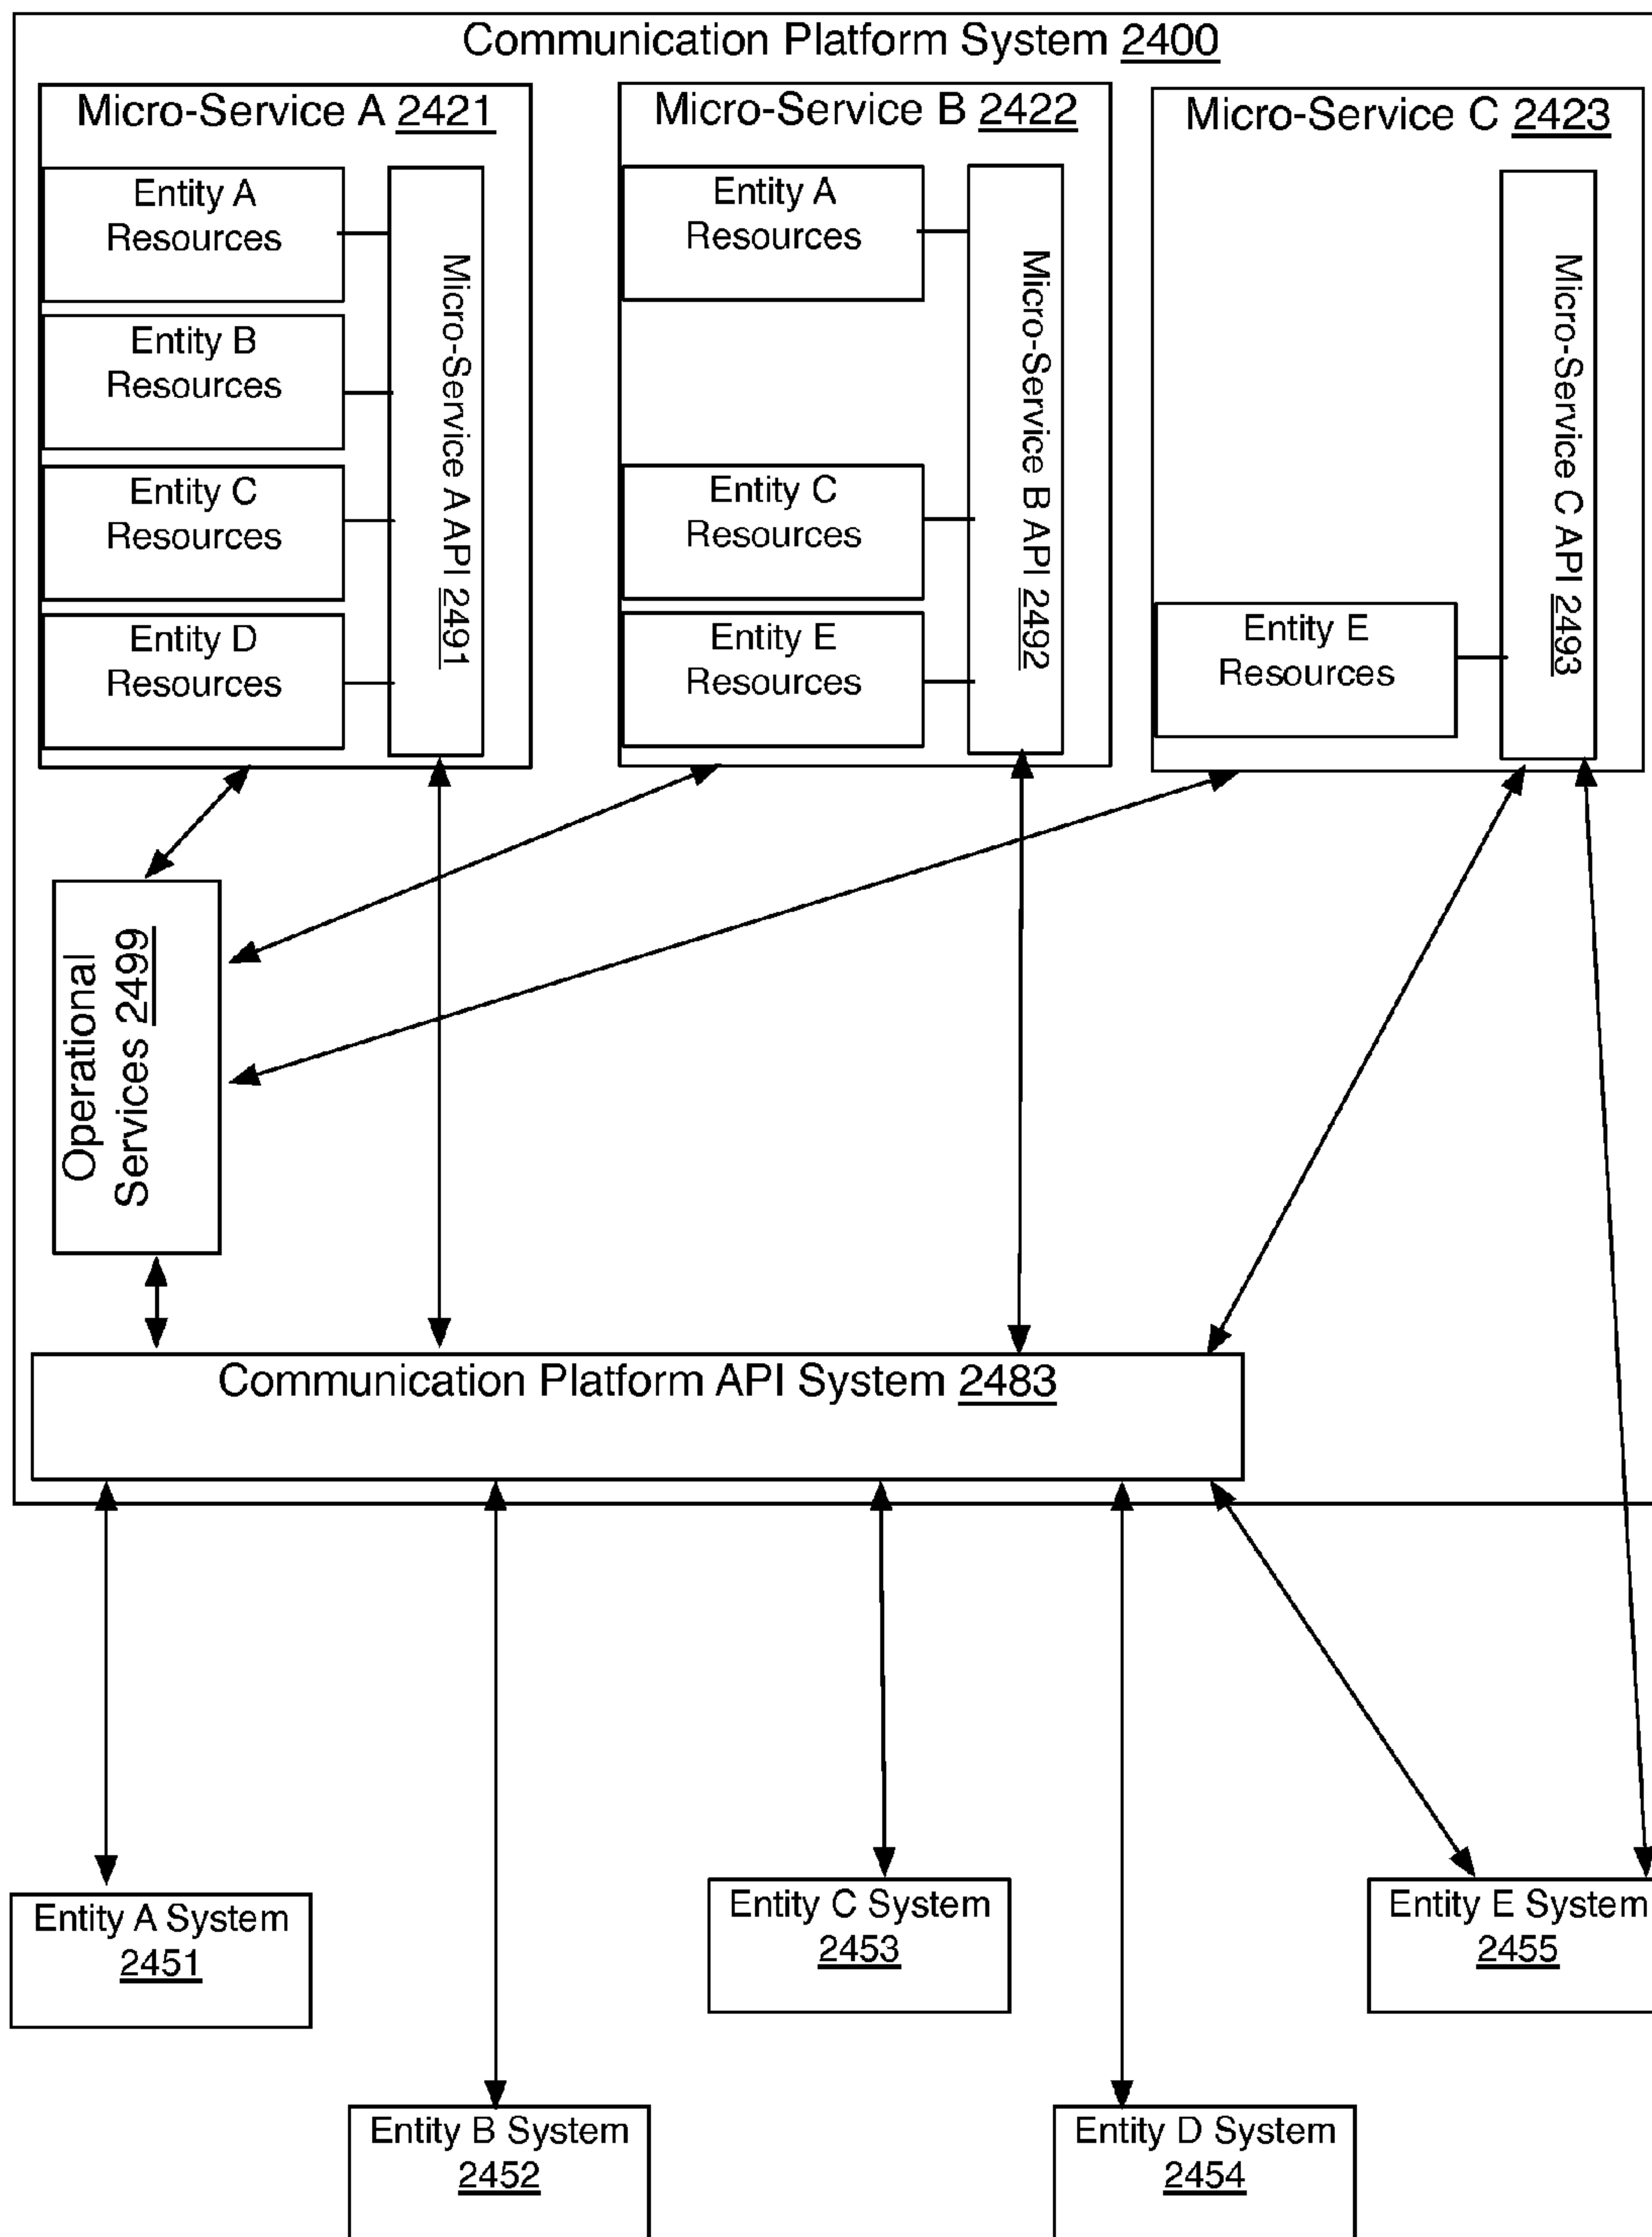 Communication Platform System 2400
Micro-Service A 2421
Entity A
Resources
Entity B
Resources
Entity C
Resources
Entity D
Resources
Micro-Service A API 2491
Micro-Service B 2422
Entity A
Resources
Entity C
Resources
Entity E
Resources
Micro-Service B API 2492
Micro-Service C 2423
Entity E
Resources
Micro-Service C API 2493
Operational
Services 2499
Communication Platform API System 2483
Entity A System
2451
Entity C System
2453
Entity E System
2455
Entity B System
2452
Entity D System
2454